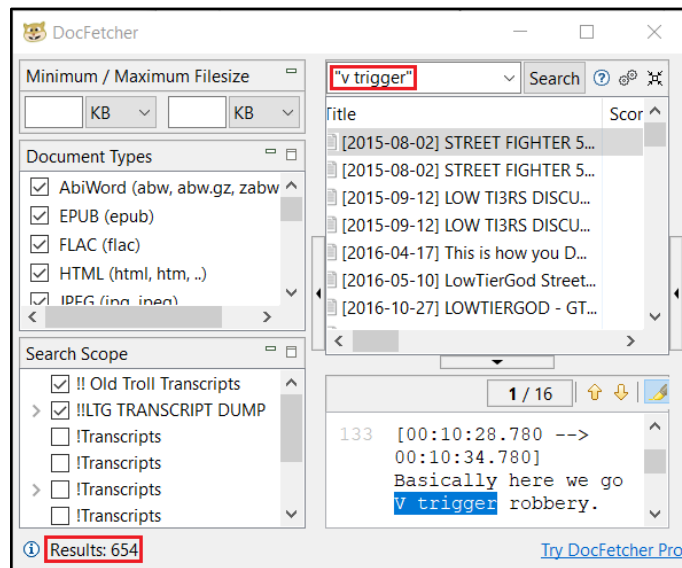 DocFetcher
Minimum / Maximum Filesize
KB KB
Document Types
AbiWord (abw, abw.gz, zabw
EPUB (epub)
FLAC (flac)
HTML (html, htm, ..)
JPEG (jpg, jpeg)
Search Scope
!! Old Troll Transcripts
!!LTG TRANSCRIPT DUMP
!Transcripts
!Transcripts
!Transcripts
!Transcripts
Results: 654
"v trigger" Search
Title Scor
[2015-08-02] STREET FIGHTER 5...
[2015-08-02] STREET FIGHTER 5...
[2015-09-12] LOW TI3RS DISCU...
[2015-09-12] LOW TI3RS DISCU...
[2016-04-17] This is how you D...
[2016-05-10] LowTierGod Street...
[2016-10-27] LOWTIERGOD - GT...
1 / 16
133 [00:10:28.780 -->
00:10:34.780]
Basically here we go
V trigger robbery.
Try DocFetcher Pro